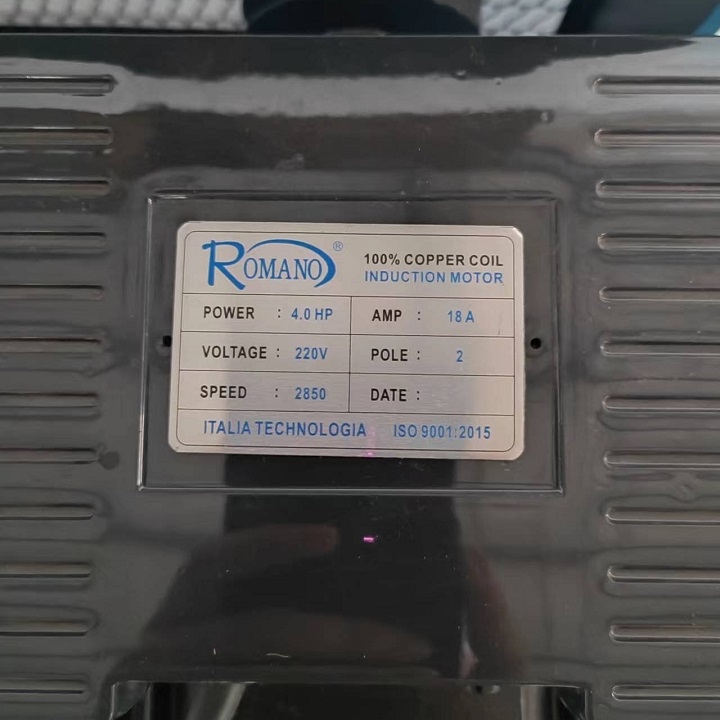 ROMANO®
100% COPPER COIL
INDUCTION MOTOR
POWER : 4.0 HP AMP : 18 A
VOLTAGE : 220V POLE : 2
SPEED : 2850 DATE :
ITALIA TECHNOLOGIA ISO 9001:2015